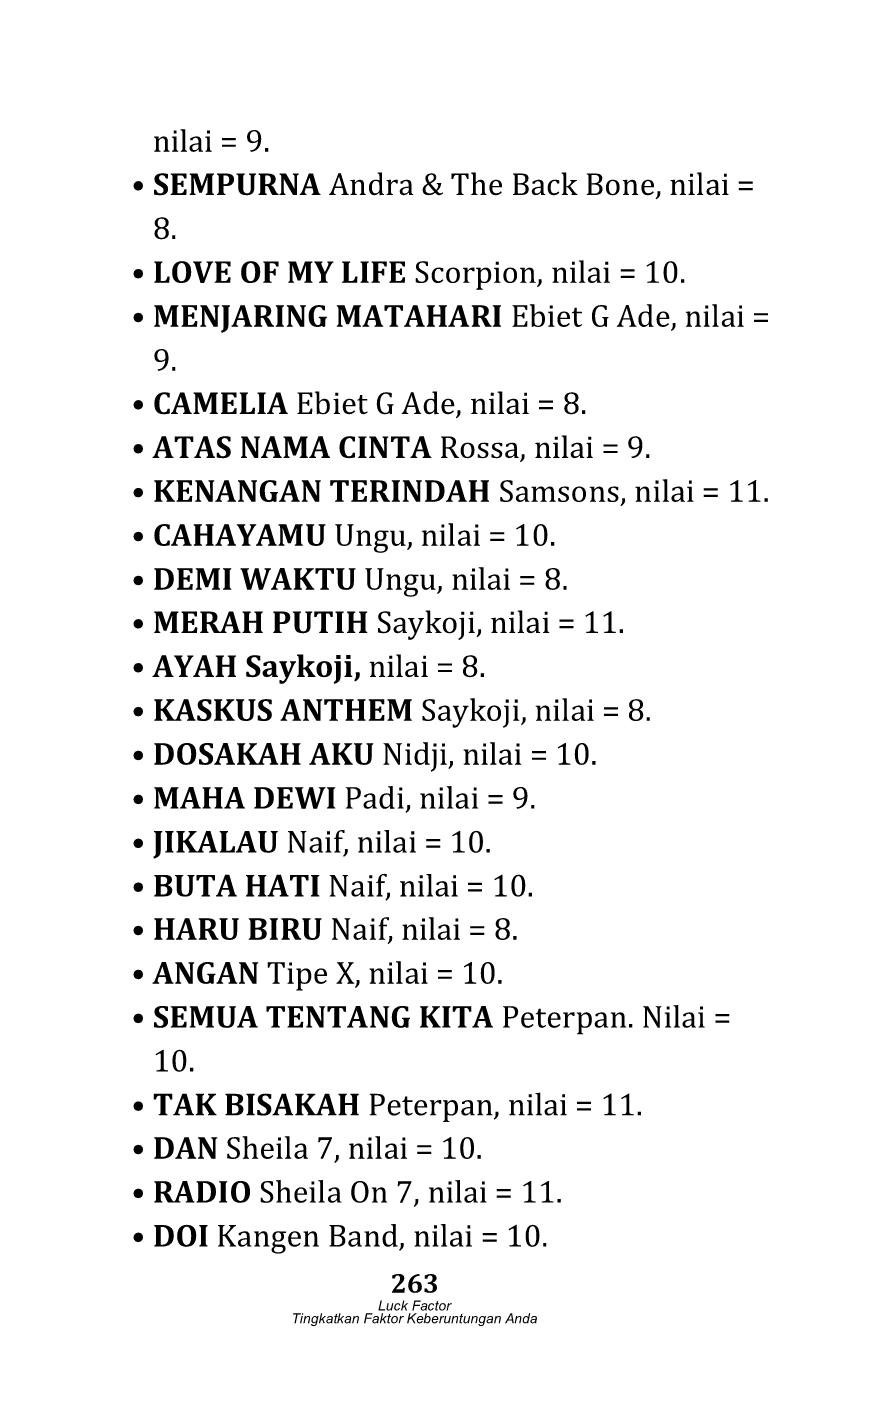 nilai = 9.
• SEMPURNA Andra & The Back Bone, nilai =
8.
• LOVE OF MY LIFE Scorpion, nilai = 10.
• MENJARING MATAHARI Ebiet G Ade, nilai =
9.
• CAMELIA Ebiet G Ade, nilai = 8.
• ATAS NAMA CINTA Rossa, nilai = 9.
• KENANGAN TERINDAH Samsons, nilai = 11.
• CAHAYAMU Ungu, nilai = 10.
• DEMI WAKTU Ungu, nilai = 8.
• MERAH PUTIH Saykoji, nilai = 11.
• AYAH Saykoji, nilai = 8.
• KASKUS ANTHEM Saykoji, nilai = 8.
• DOSAKAH AKU Nidji, nilai = 10.
• MAHA DEWI Padi, nilai = 9.
• JIKALAU Naif, nilai = 10.
• BUTA HATI Naif, nilai = 10.
• HARU BIRU Naif, nilai = 8.
• ANGAN Tipe X, nilai = 10.
• SEMUA TENTANG KITA Peterpan. Nilai =
10.
• TAK BISAKAH Peterpan, nilai = 11.
• DAN Sheila 7, nilai = 10.
• RADIO Sheila On 7, nilai = 11.
• DOI Kangen Band, nilai = 10.
263
Luck Factor
Tingkatkan Faktor Keberuntungan Anda